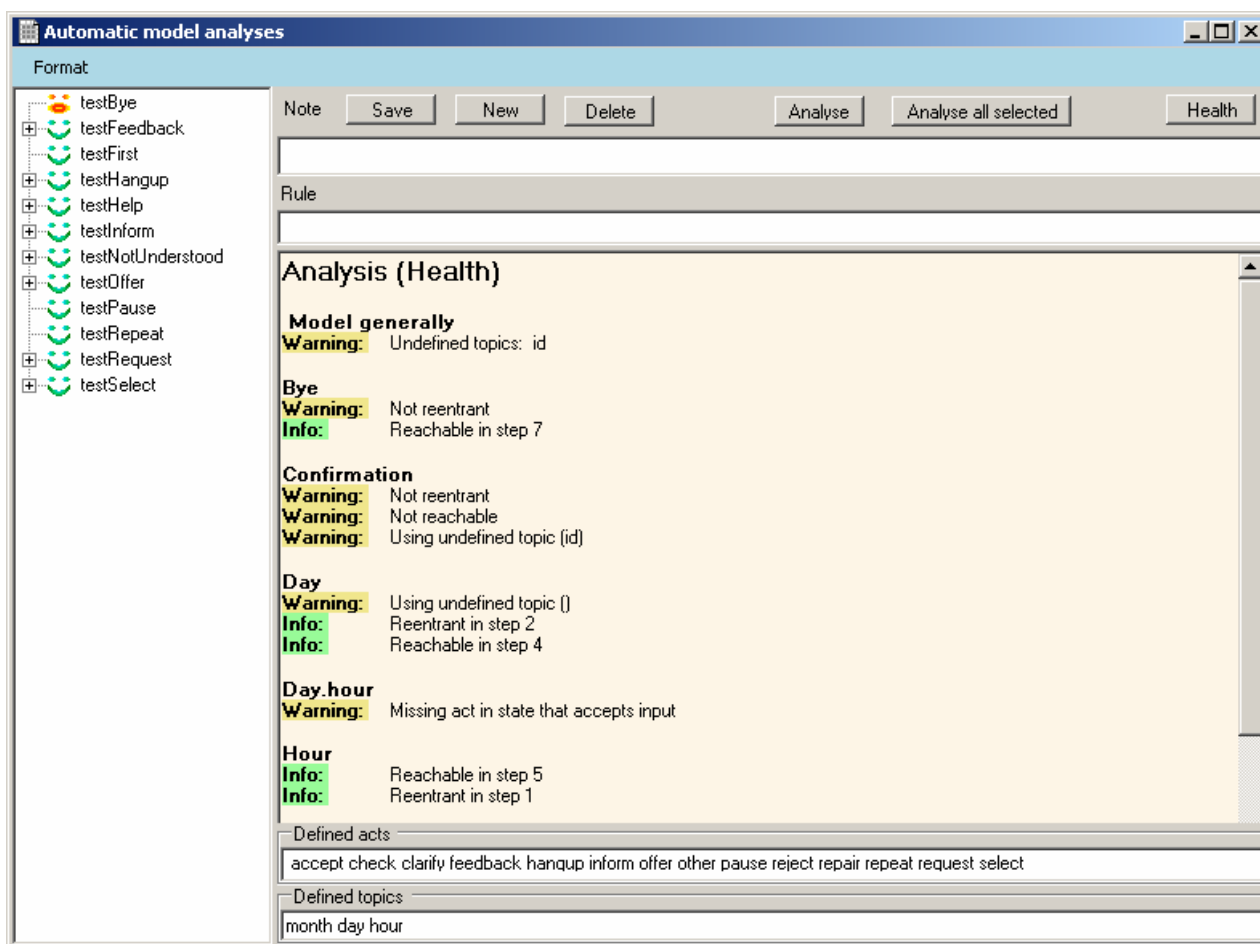 Automatic model analyses
Format
testBye
testFeedback
testFirst
testHangup
testHelp
testInform
testNotUnderstood
testOffer
testPause
testRepeat
testRequest
testSelect
Note Save New Delete Analyse Analyse all selected Health
Rule
Analysis (Health)
Model generally
Warning: Undefined topics: id
Bye
Warning: Not reentrant
Info: Reachable in step 7
Confirmation
Warning: Not reentrant
Warning: Not reachable
Warning: Using undefined topic (id)
Day
Warning: Using undefined topic ()
Info: Reentrant in step 2
Info: Reachable in step 4
Day.hour
Warning: Missing act in state that accepts input
Hour
Info: Reachable in step 5
Info: Reentrant in step 1
Defined acts
accept check clarify feedback hangup inform offer other pause reject repair repeat request select
Defined topics
month day hour